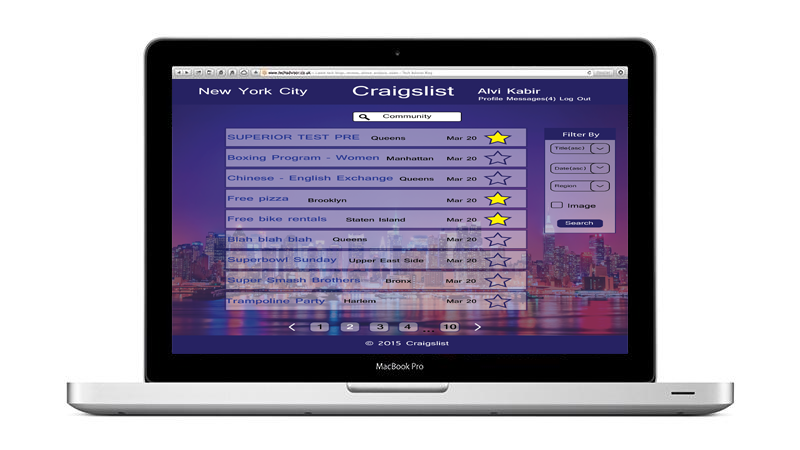 www.techadvisor.co.uk
New York City
Craigslist
Alvi Kabir
Profile Messages(4) Log Out
Community
SUPERIOR TEST PRE Queens Mar 20
Boxing Program - Women Manhattan Mar 20
Chinese - English Exchange Queens Mar 20
Free pizza Brooklyn Mar 20
Free bike rentals Staten Island Mar 20
Blah blah blah Queens Mar 20
Superbowl Sunday Upper East Side Mar 20
Super Smash Brothers Bronx Mar 20
Trampoline Party Harlem Mar 20
Filter By
Title(asc)
Date(asc)
Region
Image
Search
< 1 2 3 4 ... 10 >
© 2015 Craigslist
MacBook Pro